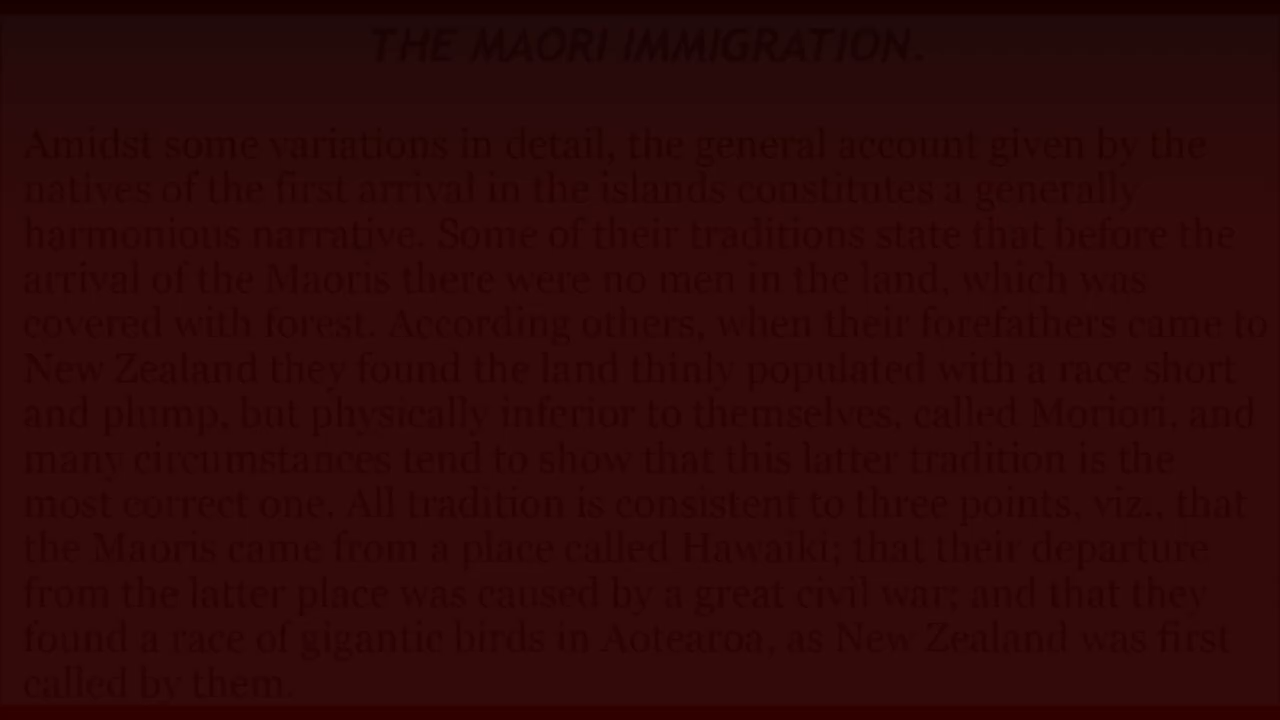 THE MAORI IMMIGRATION.
Amidst some variations in detail, the general account given by the
natives of the first arrival in the islands constitutes a generally
harmonious narrative. Some of their traditions state that before the
arrival of the Maoris there were no men in the land, which was
covered with forest. According others, when their forefathers came to
New Zealand they found the land thinly populated with a race short
and plump, but physically inferior to themselves, called Moriori, and
many circumstances tend to show that this latter tradition is the
most correct one. All tradition is consistent to three points, viz., that
the Maoris came from a place called Hawaiki; that their departure
from the latter place was caused by a great civil war; and that they
found a race of gigantic birds in Aotearoa, as New Zealand was first
called by them.